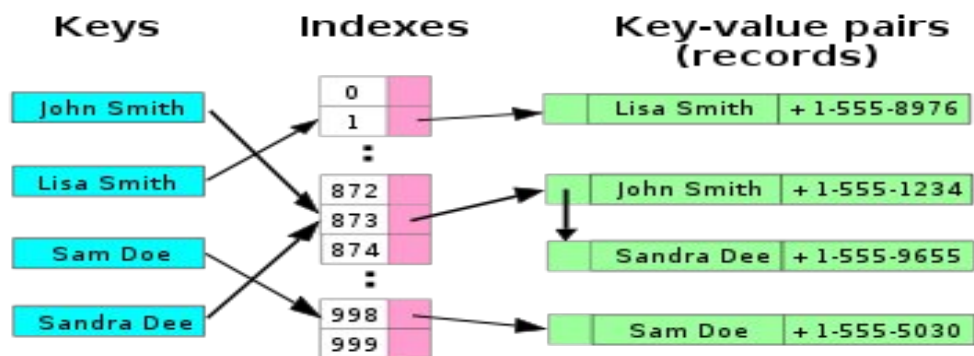 Keys
Indexes
Key-value pairs
(records)
John Smith
Lisa Smith
Sam Doe
Sandra Dee
0
1
:
872
873
874
:
998
999
Lisa Smith + 1-555-8976
John Smith + 1-555-1234
Sandra Dee + 1-555-9655
Sam Doe + 1-555-5030